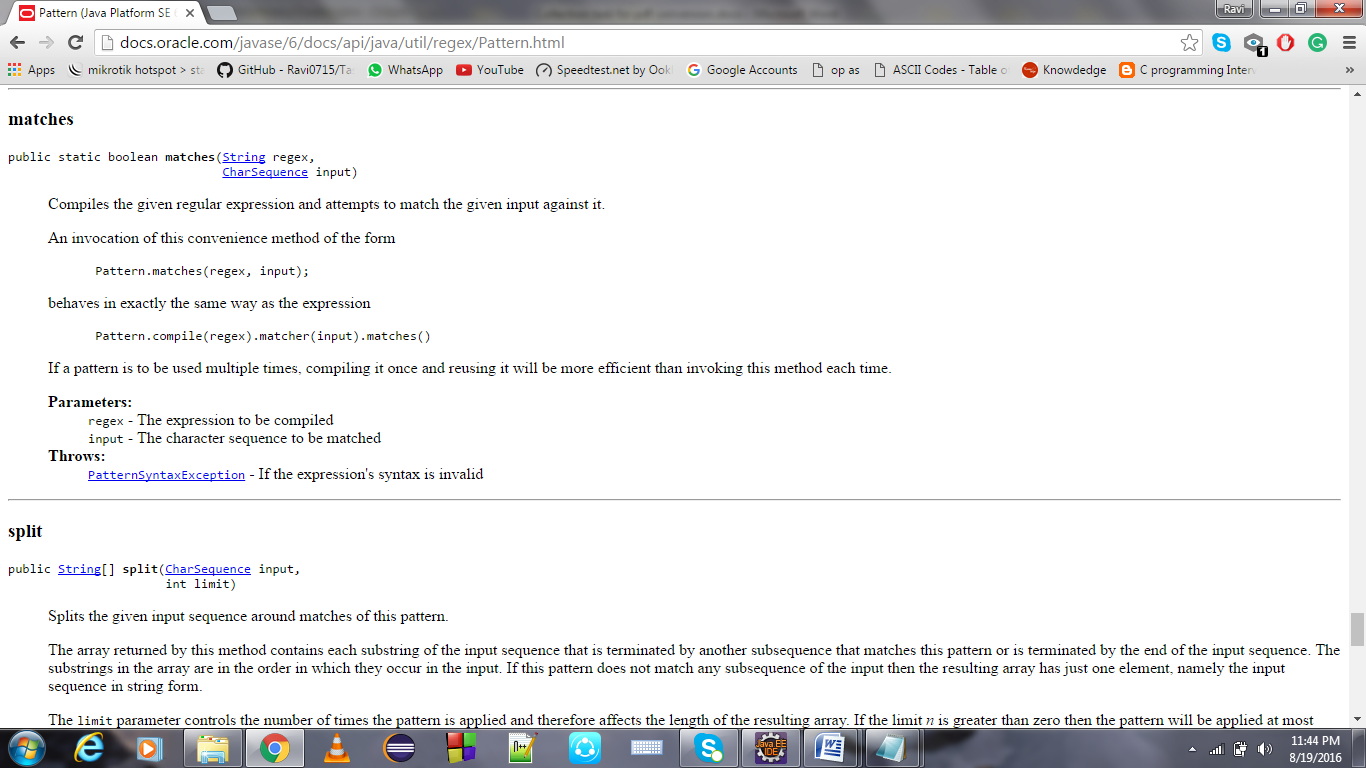 Pattern (Java Platform SE
Ravi
docs.oracle.com/javase/6/docs/api/java/util/regex/Pattern.html
1
Apps
mikrotik hotspot > sta
GitHub - Ravi0715/Ta
WhatsApp
YouTube
Speedtest.net by Ookl
Google Accounts
op as
ASCII Codes - Table o
Knowdedge
C programming Inter
»
matches
public static boolean matches(String regex,
CharSequence input)
Compiles the given regular expression and attempts to match the given input against it.
An invocation of this convenience method of the form
Pattern.matches(regex, input);
behaves in exactly the same way as the expression
Pattern.compile(regex).matcher(input).matches()
If a pattern is to be used multiple times, compiling it once and reusing it will be more efficient than invoking this method each time.
Parameters:
regex - The expression to be compiled
input - The character sequence to be matched
Throws:
PatternSyntaxException - If the expression's syntax is invalid
split
public String[] split(CharSequence input,
int limit)
Splits the given input sequence around matches of this pattern.
The array returned by this method contains each substring of the input sequence that is terminated by another subsequence that matches this pattern or is terminated by the end of the input sequence. The
substrings in the array are in the order in which they occur in the input. If this pattern does not match any subsequence of the input then the resulting array has just one element, namely the input
sequence in string form.
The limit parameter controls the number of times the pattern is applied and therefore affects the length of the resulting array. If the limit n is greater than zero then the pattern will be applied at most
Java EE
IDE
11:44 PM
8/19/2016